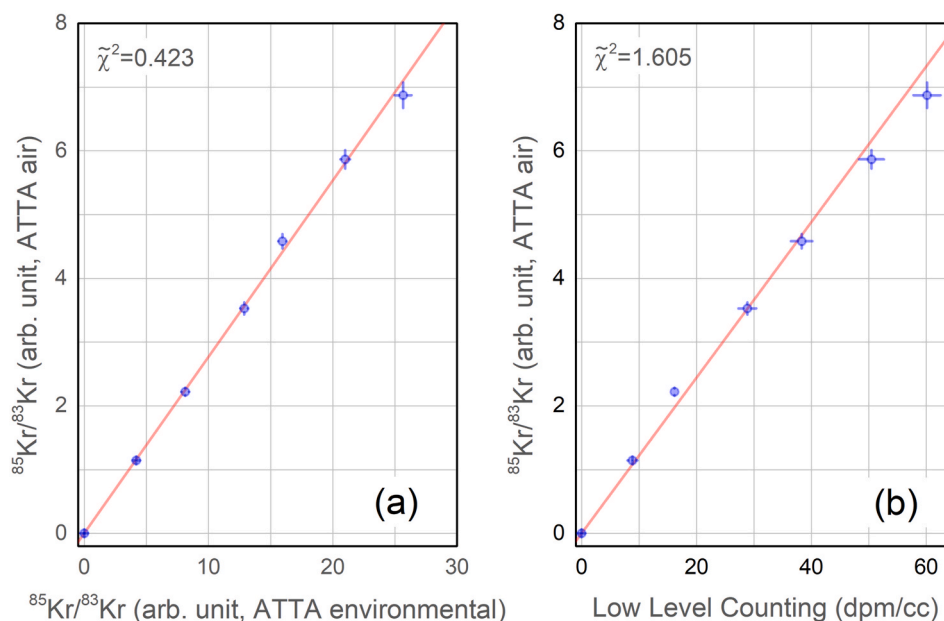 8
6
4
2
0
χ̃²=0.423
(a)
0 10 20 30
⁸⁵Kr/⁸³Kr (arb. unit, ATTA air)
⁸⁵Kr/⁸³Kr (arb. unit, ATTA environmental)
8
6
4
2
0
χ̃²=1.605
(b)
0 20 40 60
⁸⁵Kr/⁸³Kr (arb. unit, ATTA air)
Low Level Counting (dpm/cc)